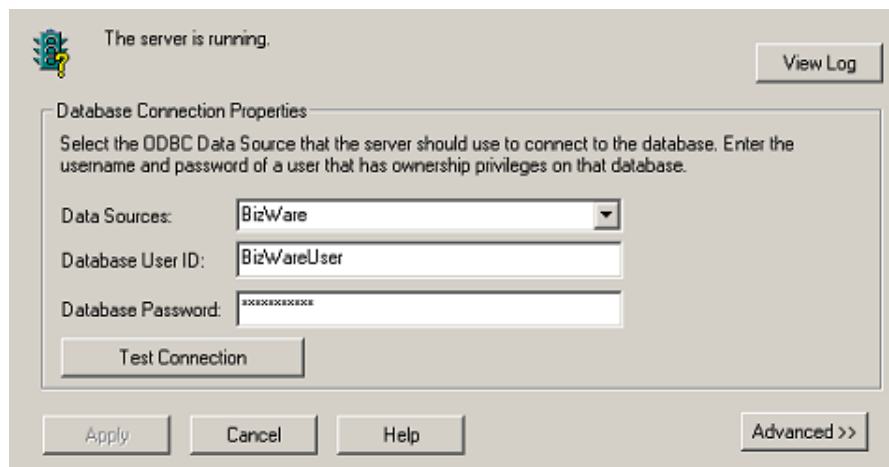 The server is running.
View Log
Database Connection Properties
Select the ODBC Data Source that the server should use to connect to the database. Enter the
username and password of a user that has ownership privileges on that database.
Data Sources: BizWare
Database User ID: BizWareUser
Database Password: xxxxxxxxxxx
Test Connection
Apply Cancel Help Advanced >>